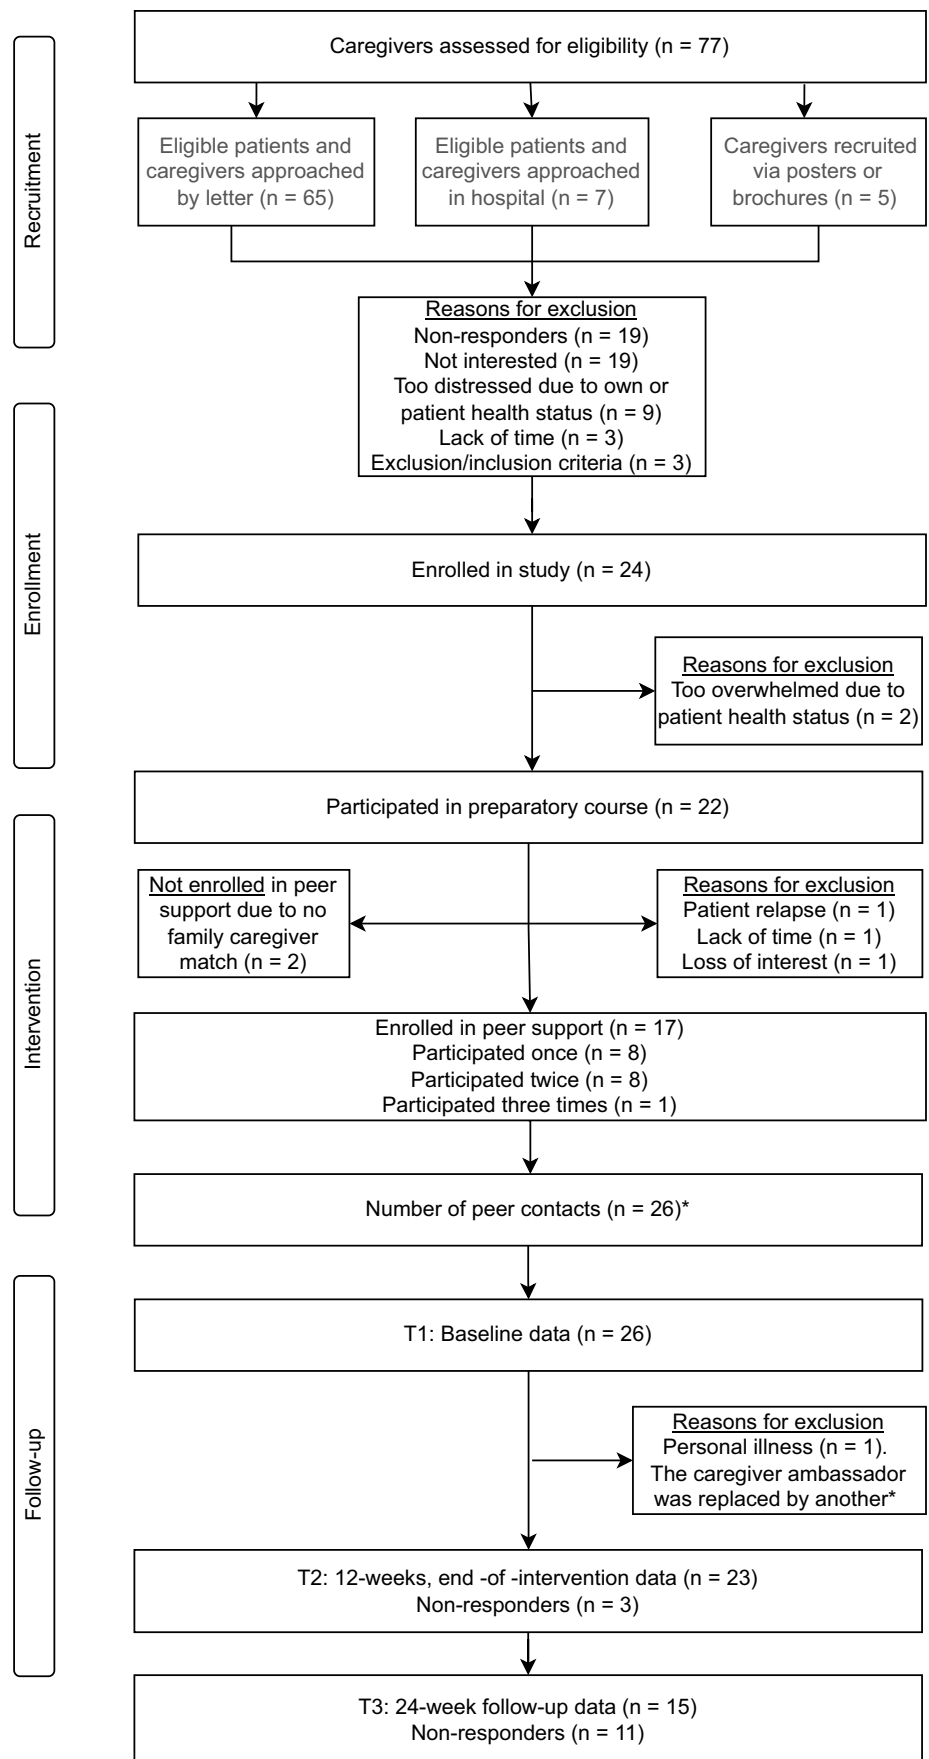 Recruitment
Caregivers assessed for eligibility (n = 77)
Eligible patients and
caregivers approached
by letter (n = 65)
Eligible patients and
caregivers approached
in hospital (n = 7)
Caregivers recruited
via posters or
brochures (n = 5)
Reasons for exclusion
Non-responders (n = 19)
Not interested (n = 19)
Too distressed due to own or
patient health status (n = 9)
Lack of time (n = 3)
Exclusion/inclusion criteria (n = 3)
Enrollment
Enrolled in study (n = 24)
Reasons for exclusion
Too overwhelmed due to
patient health status (n = 2)
Intervention
Participated in preparatory course (n = 22)
Not enrolled in peer
support due to no
family caregiver
match (n = 2)
Reasons for exclusion
Patient relapse (n = 1)
Lack of time (n = 1)
Loss of interest (n = 1)
Enrolled in peer support (n = 17)
Participated once (n = 8)
Participated twice (n = 8)
Participated three times (n = 1)
Number of peer contacts (n = 26)*
Follow-up
T1: Baseline data (n = 26)
Reasons for exclusion
Personal illness (n = 1).
The caregiver ambassador
was replaced by another*
T2: 12-weeks, end -of -intervention data (n = 23)
Non-responders (n = 3)
T3: 24-week follow-up data (n = 15)
Non-responders (n = 11)